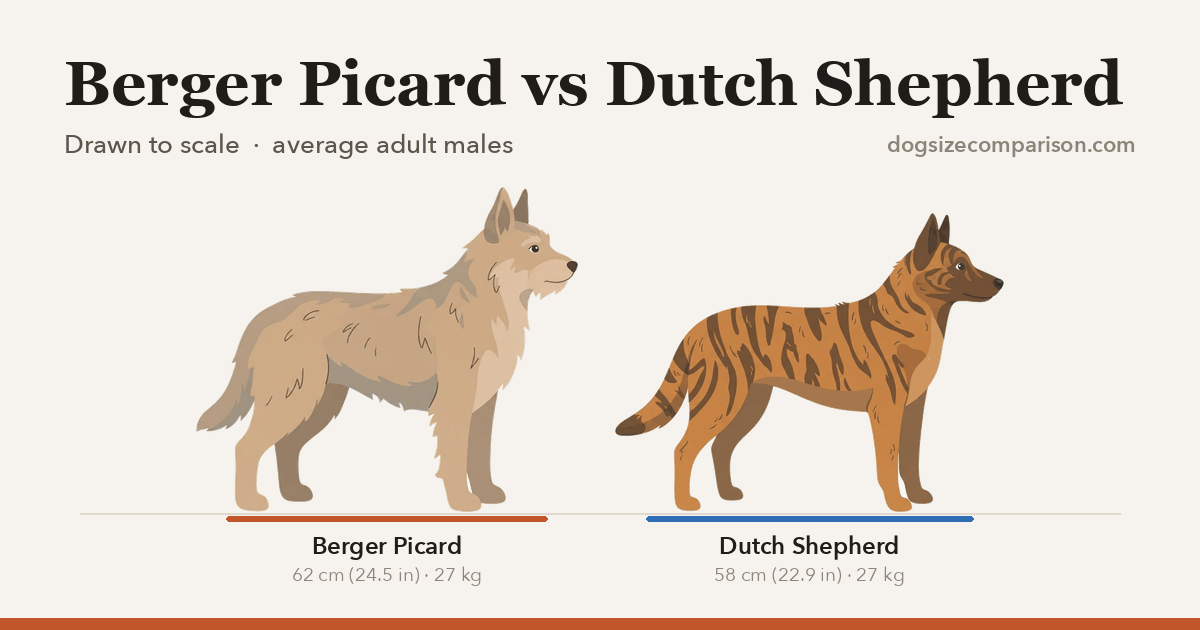 Berger Picard vs Dutch Shepherd
Drawn to scale · average adult males
dogsizecomparison.com
Berger Picard
62 cm (24.5 in) · 27 kg
Dutch Shepherd
58 cm (22.9 in) · 27 kg